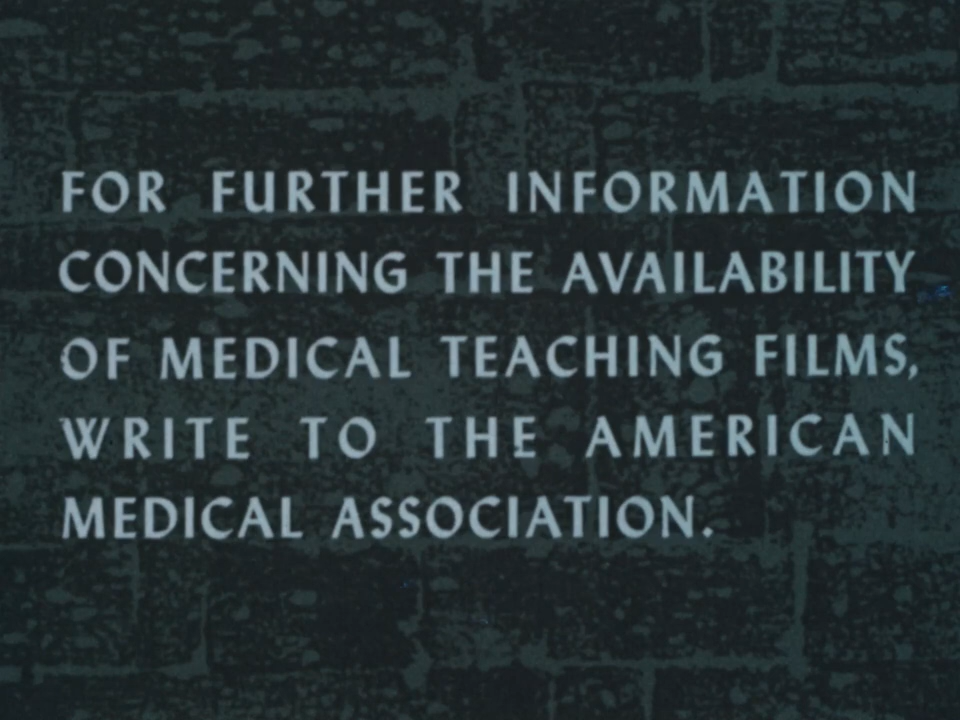 FOR FURTHER INFORMATION
CONCERNING THE AVAILABILITY
OF MEDICAL TEACHING FILMS,
WRITE TO THE AMERICAN
MEDICAL ASSOCIATION.